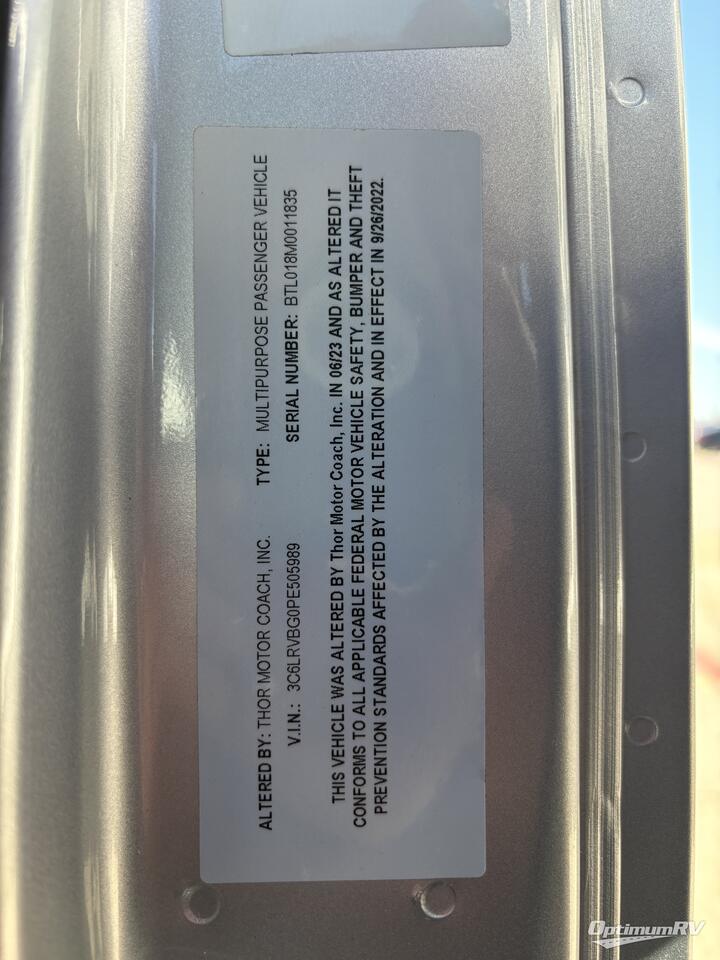 ALTERED BY: THOR MOTOR COACH, INC. TYPE: MULTIPURPOSE PASSENGER VEHICLE
V.I.N.: 3C6LRVBG0PE505989 SERIAL NUMBER: BTL018M0011835
THIS VEHICLE WAS ALTERED BY Thor Motor Coach, Inc. IN 06/23 AND AS ALTERED IT
CONFORMS TO ALL APPLICABLE FEDERAL MOTOR VEHICLE SAFETY, BUMPER AND THEFT
PREVENTION STANDARDS AFFECTED BY THE ALTERATION AND IN EFFECT IN 9/26/2022.
OptimumRV